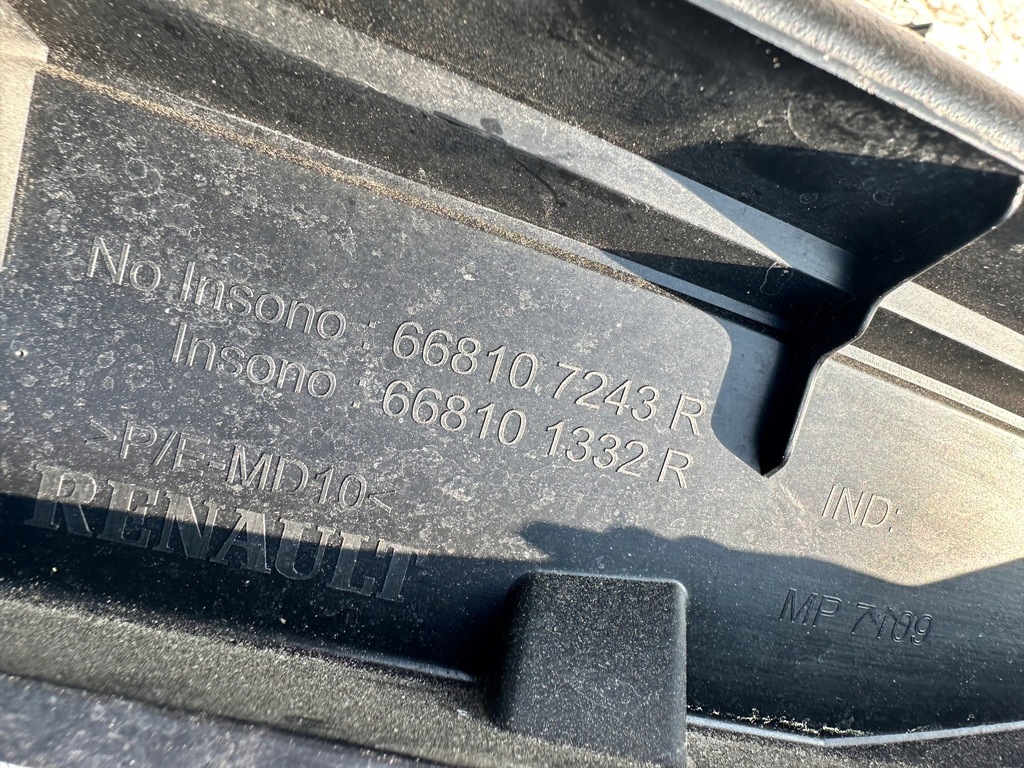 No Insono : 66810 7243 R
Insono : 66810 1332 R
>P/E-MD10<
RENAULT
IND:
MP 7109